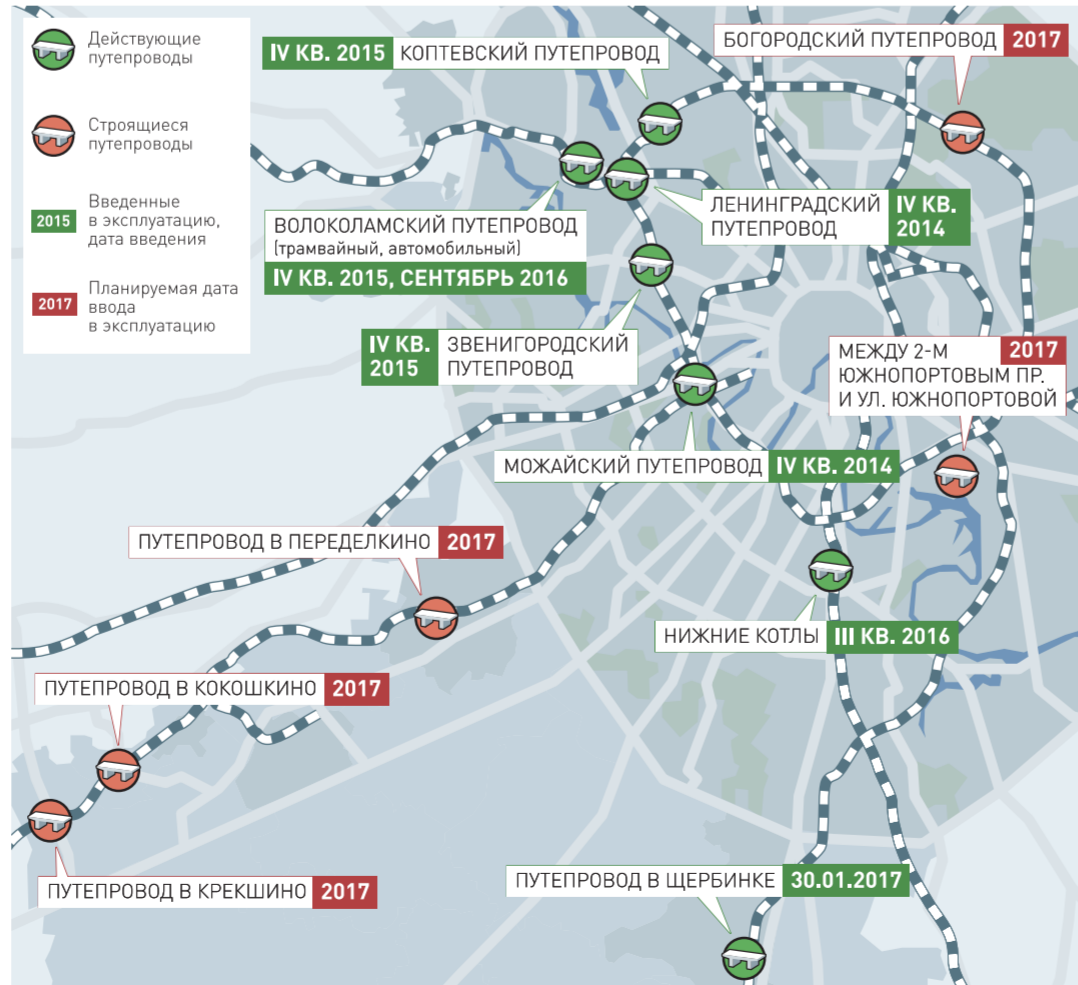 Действующие
путепроводы
Строящиеся
путепроводы
2015
Введенные
в эксплуатацию,
дата введения
2017
Планируемая дата
ввода
в эксплуатацию
IV КВ. 2015 КОПТЕВСКИЙ ПУТЕПРОВОД
БОГОРОДСКИЙ ПУТЕПРОВОД 2017
ВОЛОКОЛАМСКИЙ ПУТЕПРОВОД
(трамвайный, автомобильный)
IV КВ. 2015, СЕНТЯБРЬ 2016
ЛЕНИНГРАДСКИЙ
ПУТЕПРОВОД
IV КВ.
2014
IV КВ.
2015
ЗВЕНИГОРОДСКИЙ
ПУТЕПРОВОД
МЕЖДУ 2-М 2017
ЮЖНОПОРТОВЫМ ПР.
И УЛ. ЮЖНОПОРТОВОЙ
МОЖАЙСКИЙ ПУТЕПРОВОД IV КВ. 2014
ПУТЕПРОВОД В ПЕРЕДЕЛКИНО 2017
НИЖНИЕ КОТЛЫ III КВ. 2016
ПУТЕПРОВОД В КОКОШКИНО 2017
ПУТЕПРОВОД В КРЕКШИНО 2017
ПУТЕПРОВОД В ЩЕРБИНКЕ 30.01.2017